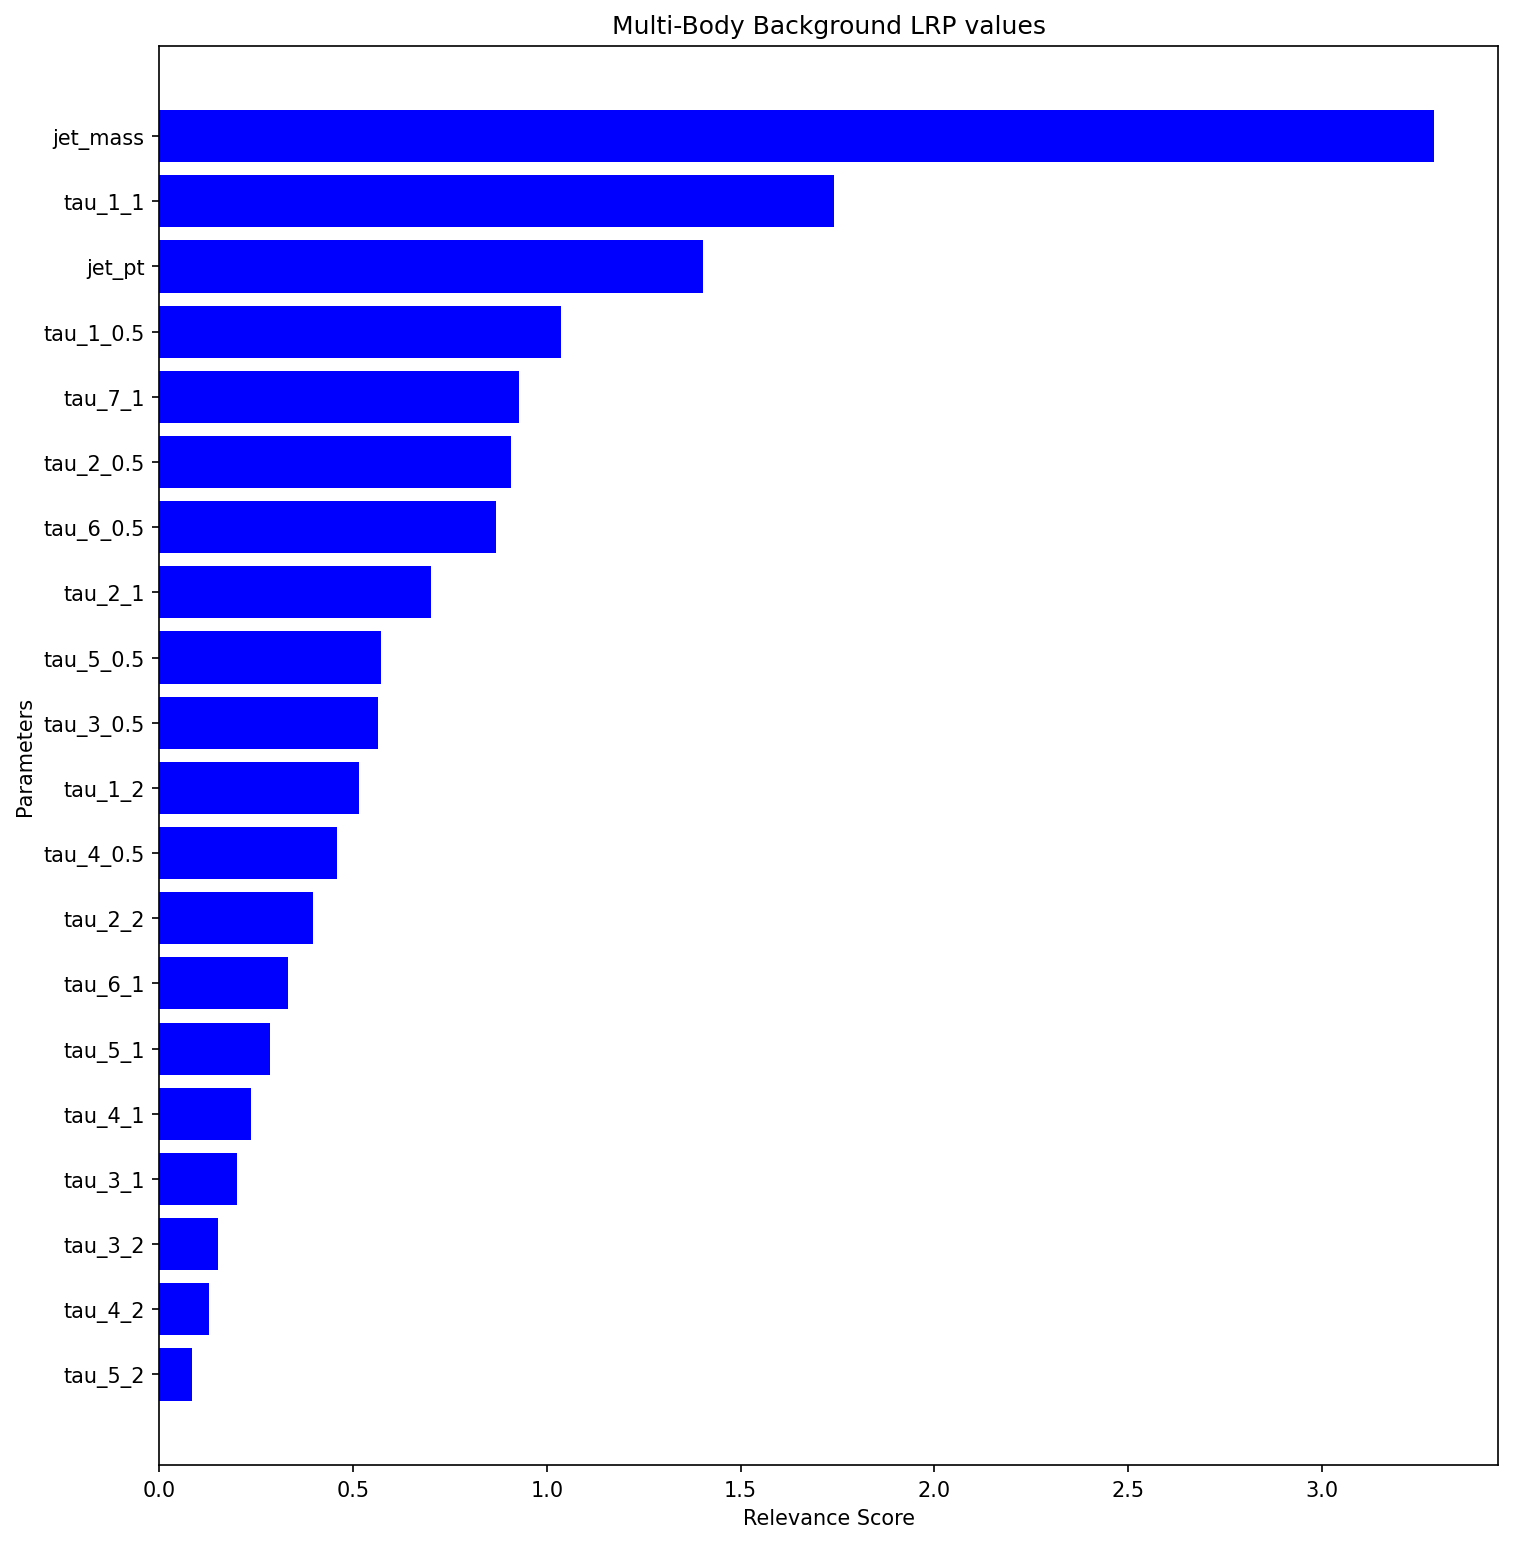 Multi-Body Background LRP values
Parameters
jet_mass
tau_1_1
jet_pt
tau_1_0.5
tau_7_1
tau_2_0.5
tau_6_0.5
tau_2_1
tau_5_0.5
tau_3_0.5
tau_1_2
tau_4_0.5
tau_2_2
tau_6_1
tau_5_1
tau_4_1
tau_3_1
tau_3_2
tau_4_2
tau_5_2
0.0 0.5 1.0 1.5 2.0 2.5 3.0
Relevance Score